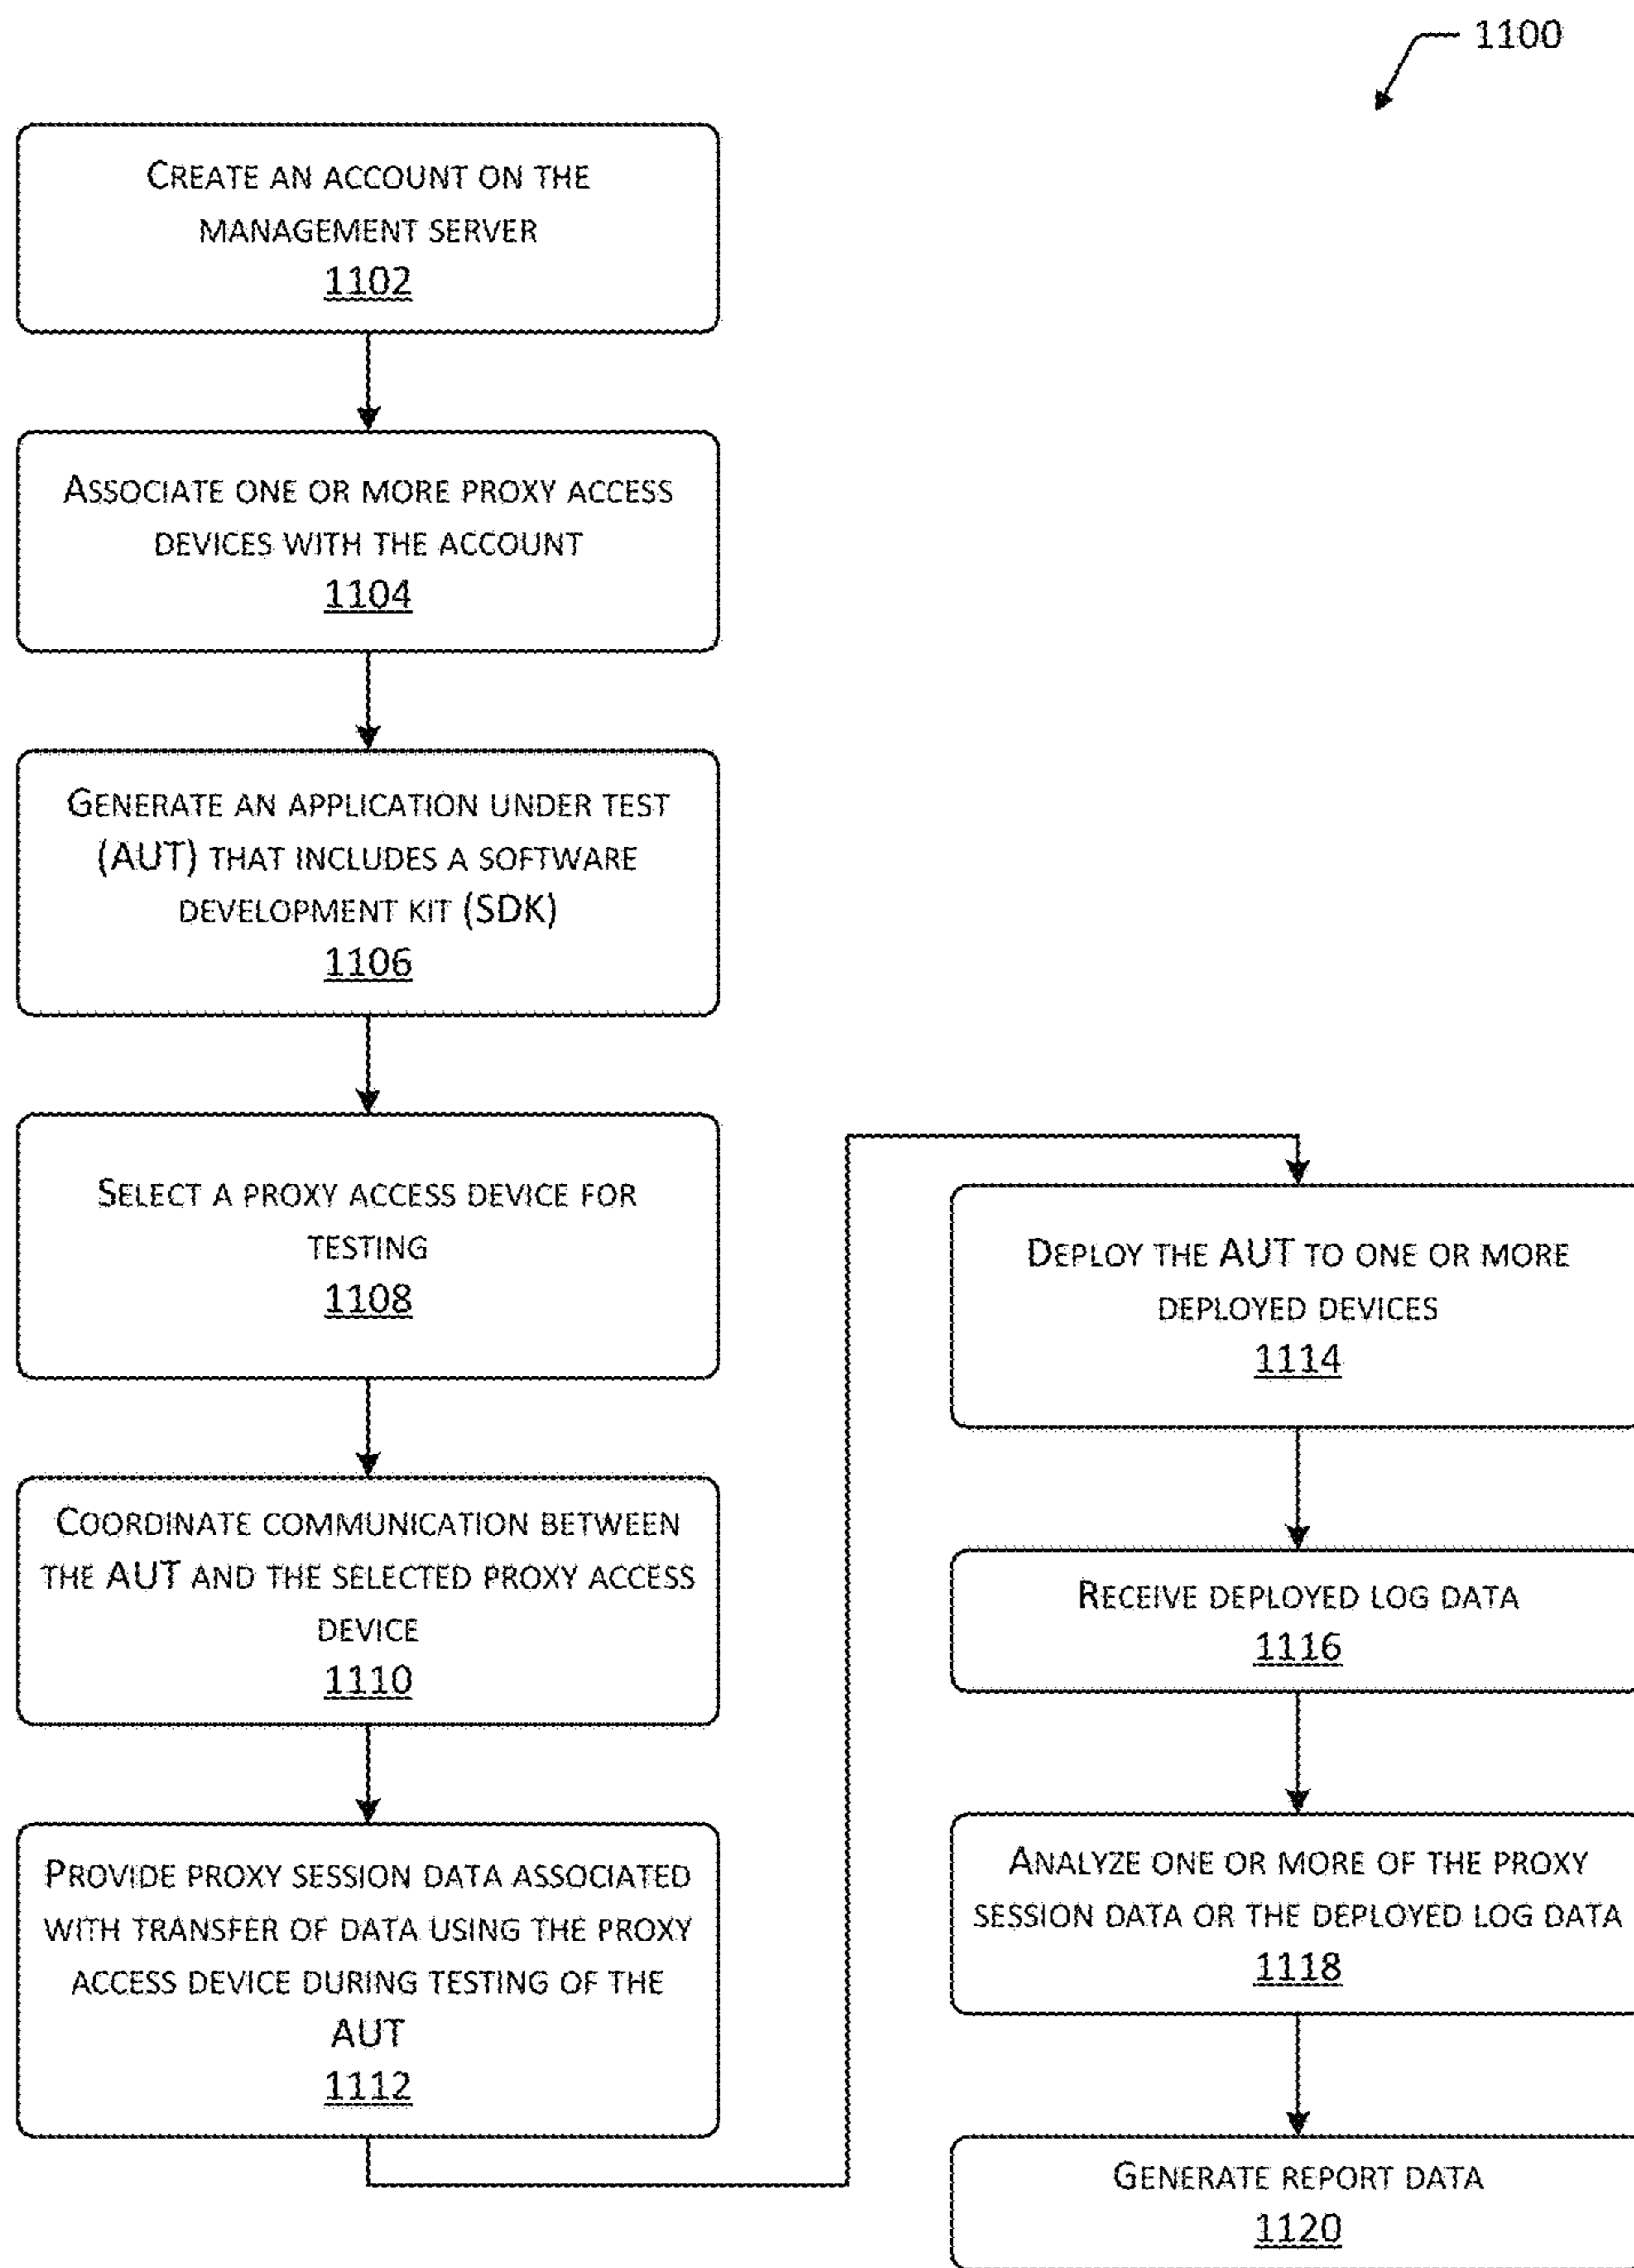 1100
CREATE AN ACCOUNT ON THE
MANAGEMENT SERVER
1102
ASSOCIATE ONE OR MORE PROXY ACCESS
DEVICES WITH THE ACCOUNT
1104
GENERATE AN APPLICATION UNDER TEST
(AUT) THAT INCLUDES A SOFTWARE
DEVELOPMENT KIT (SDK)
1106
SELECT A PROXY ACCESS DEVICE FOR
TESTING
1108
COORDINATE COMMUNICATION BETWEEN
THE AUT AND THE SELECTED PROXY ACCESS
DEVICE
1110
PROVIDE PROXY SESSION DATA ASSOCIATED
WITH TRANSFER OF DATA USING THE PROXY
ACCESS DEVICE DURING TESTING OF THE
AUT
1112
DEPLOY THE AUT TO ONE OR MORE
DEPLOYED DEVICES
1114
RECEIVE DEPLOYED LOG DATA
1116
ANALYZE ONE OR MORE OF THE PROXY
SESSION DATA OR THE DEPLOYED LOG DATA
1118
GENERATE REPORT DATA
1120